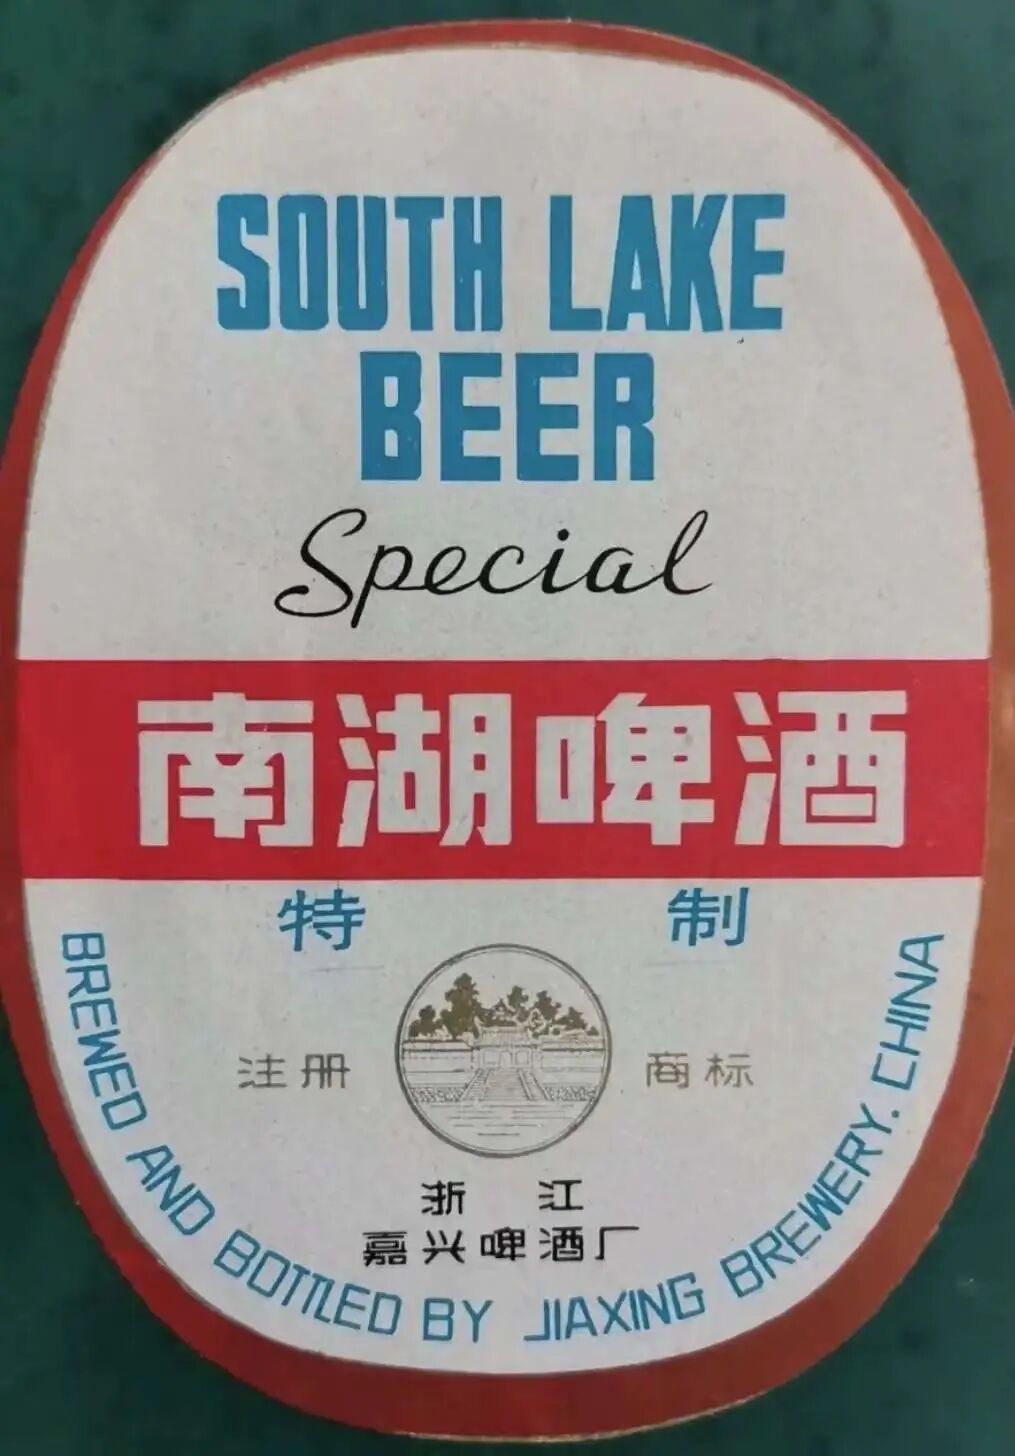 SOUTH LAKE
BEER
Special
南湖啤酒
特 制
注册 商标
浙 江
嘉兴啤酒厂
BREWED AND BOTTLED BY JIAXING BREWERY. CHINA